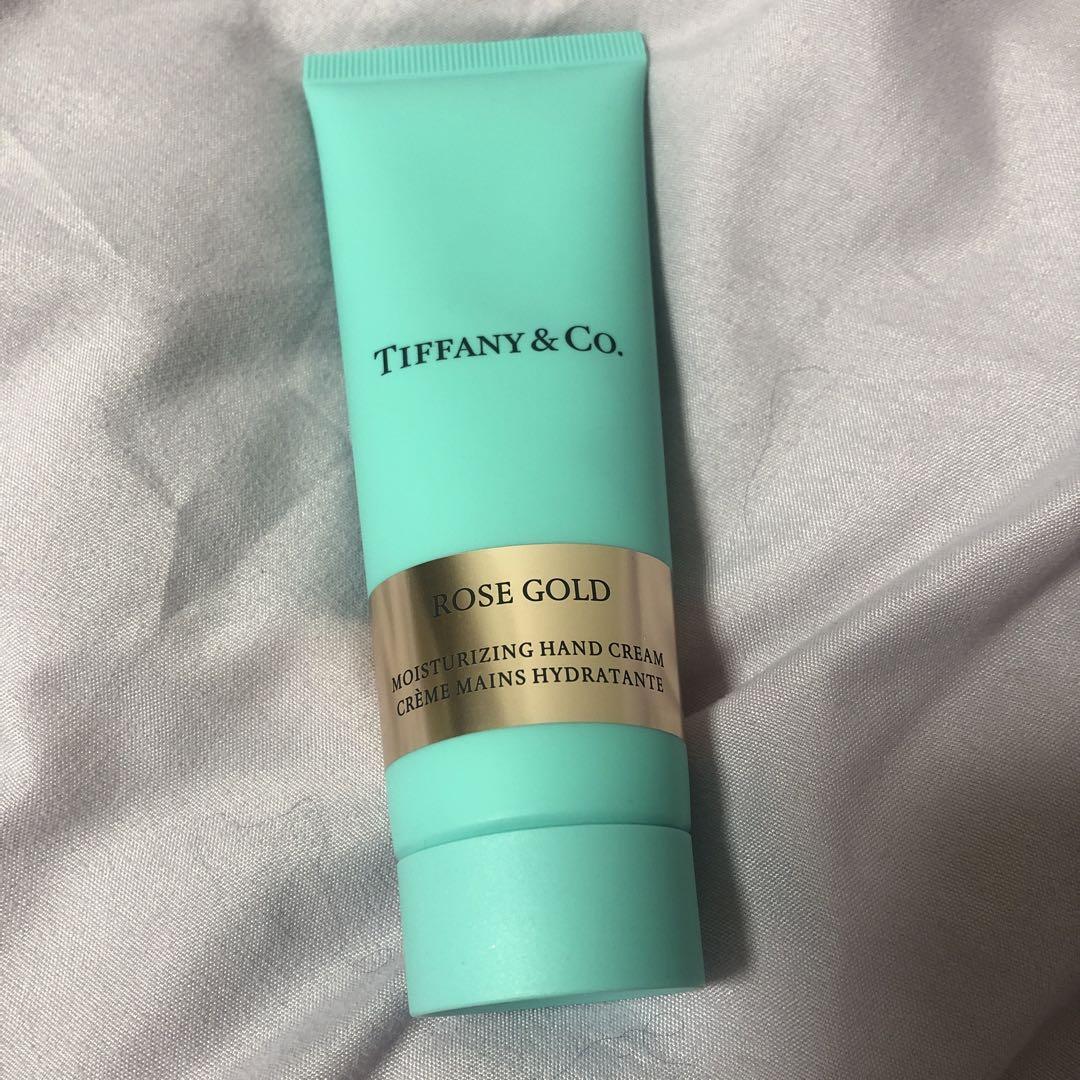 TIFFANY & CO.
ROSE GOLD
MOISTURIZING HAND CREAM
CRÈME MAINS HYDRATANTE